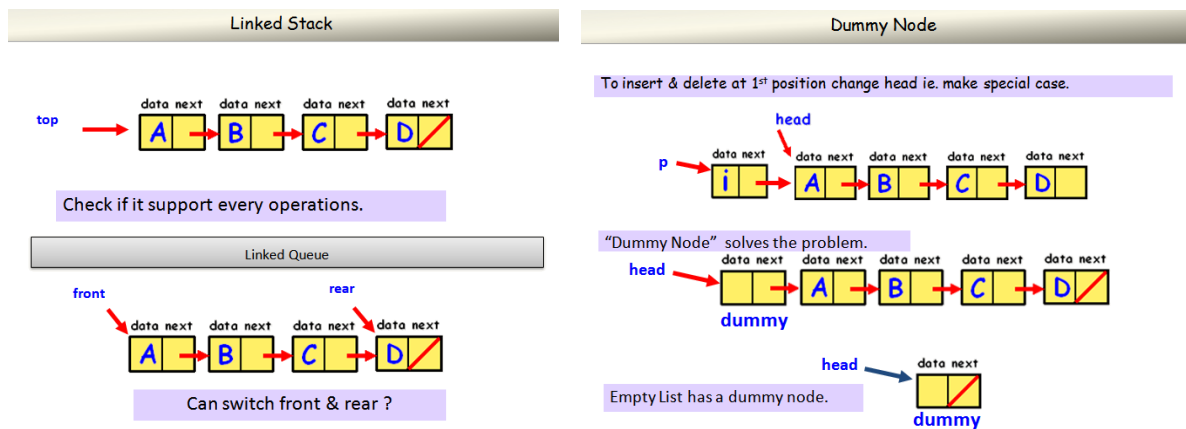 Linked Stack
data next data next data next data next
top
A B C D
Check if it support every operations.
Linked Queue
front
rear
data next data next data next data next
A B C D
Can switch front & rear ?
Dummy Node
To insert & delete at 1st position change head ie. make special case.
head
p
data next data next data next data next data next
i A B C D
“Dummy Node” solves the problem.
data next data next data next data next data next
head
A B C D
dummy
head
data next
Empty List has a dummy node.
dummy